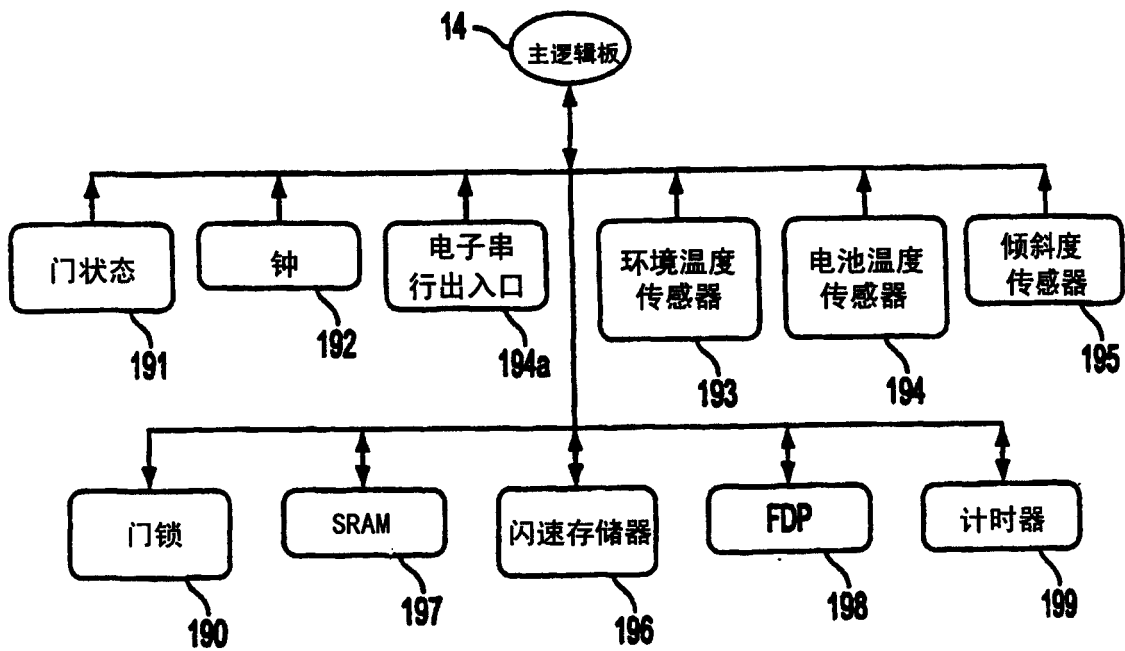 14
主逻辑板
门状态
191
钟
192
电子串
行出入口
194a
环境温度
传感器
193
电池温度
传感器
194
倾斜度
传感器
195
门锁
190
SRAM
197
闪速存储器
196
FDP
198
计时器
199